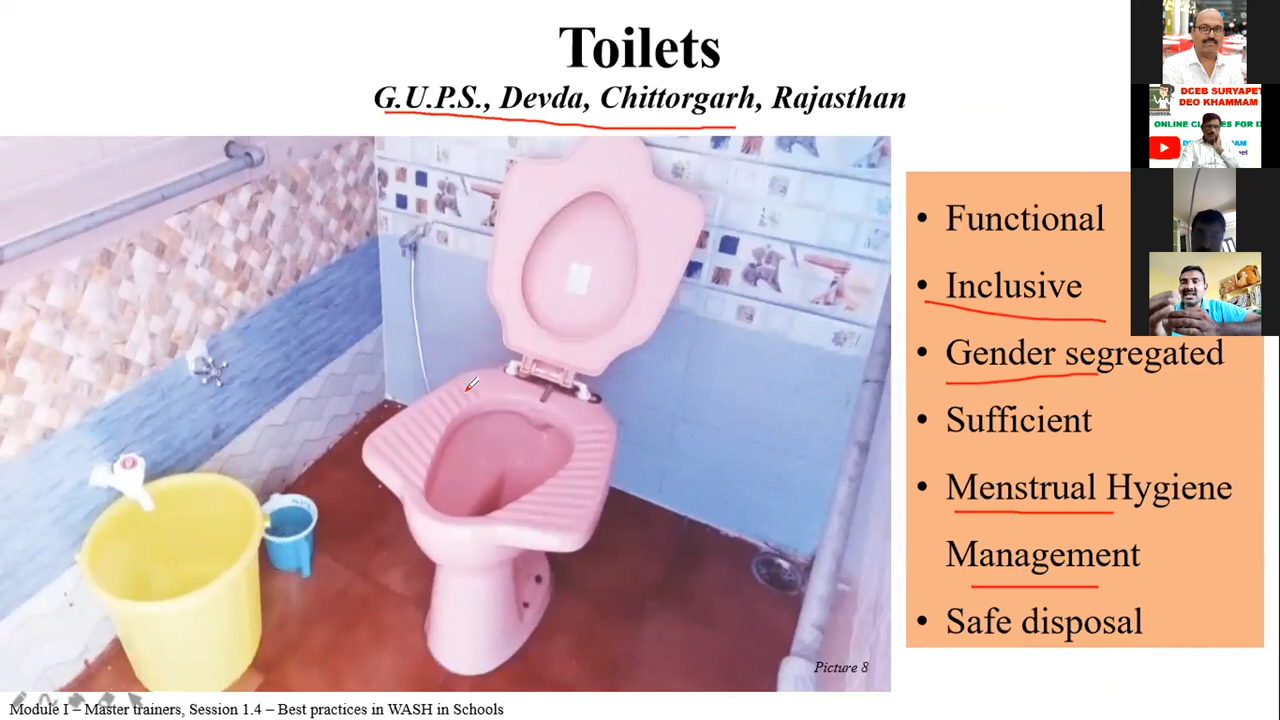 Toilets
G.U.P.S., Devda, Chittorgarh, Rajasthan
DCEB SURYAPET
DEO KHAMMAM
ONLINE
FOR
• Functional
• Inclusive
• Gender segregated
• Sufficient
• Menstrual Hygiene
Management
• Safe disposal
Picture 8
Module I – Master trainers, Session 1.4 – Best practices in WASH in Schools